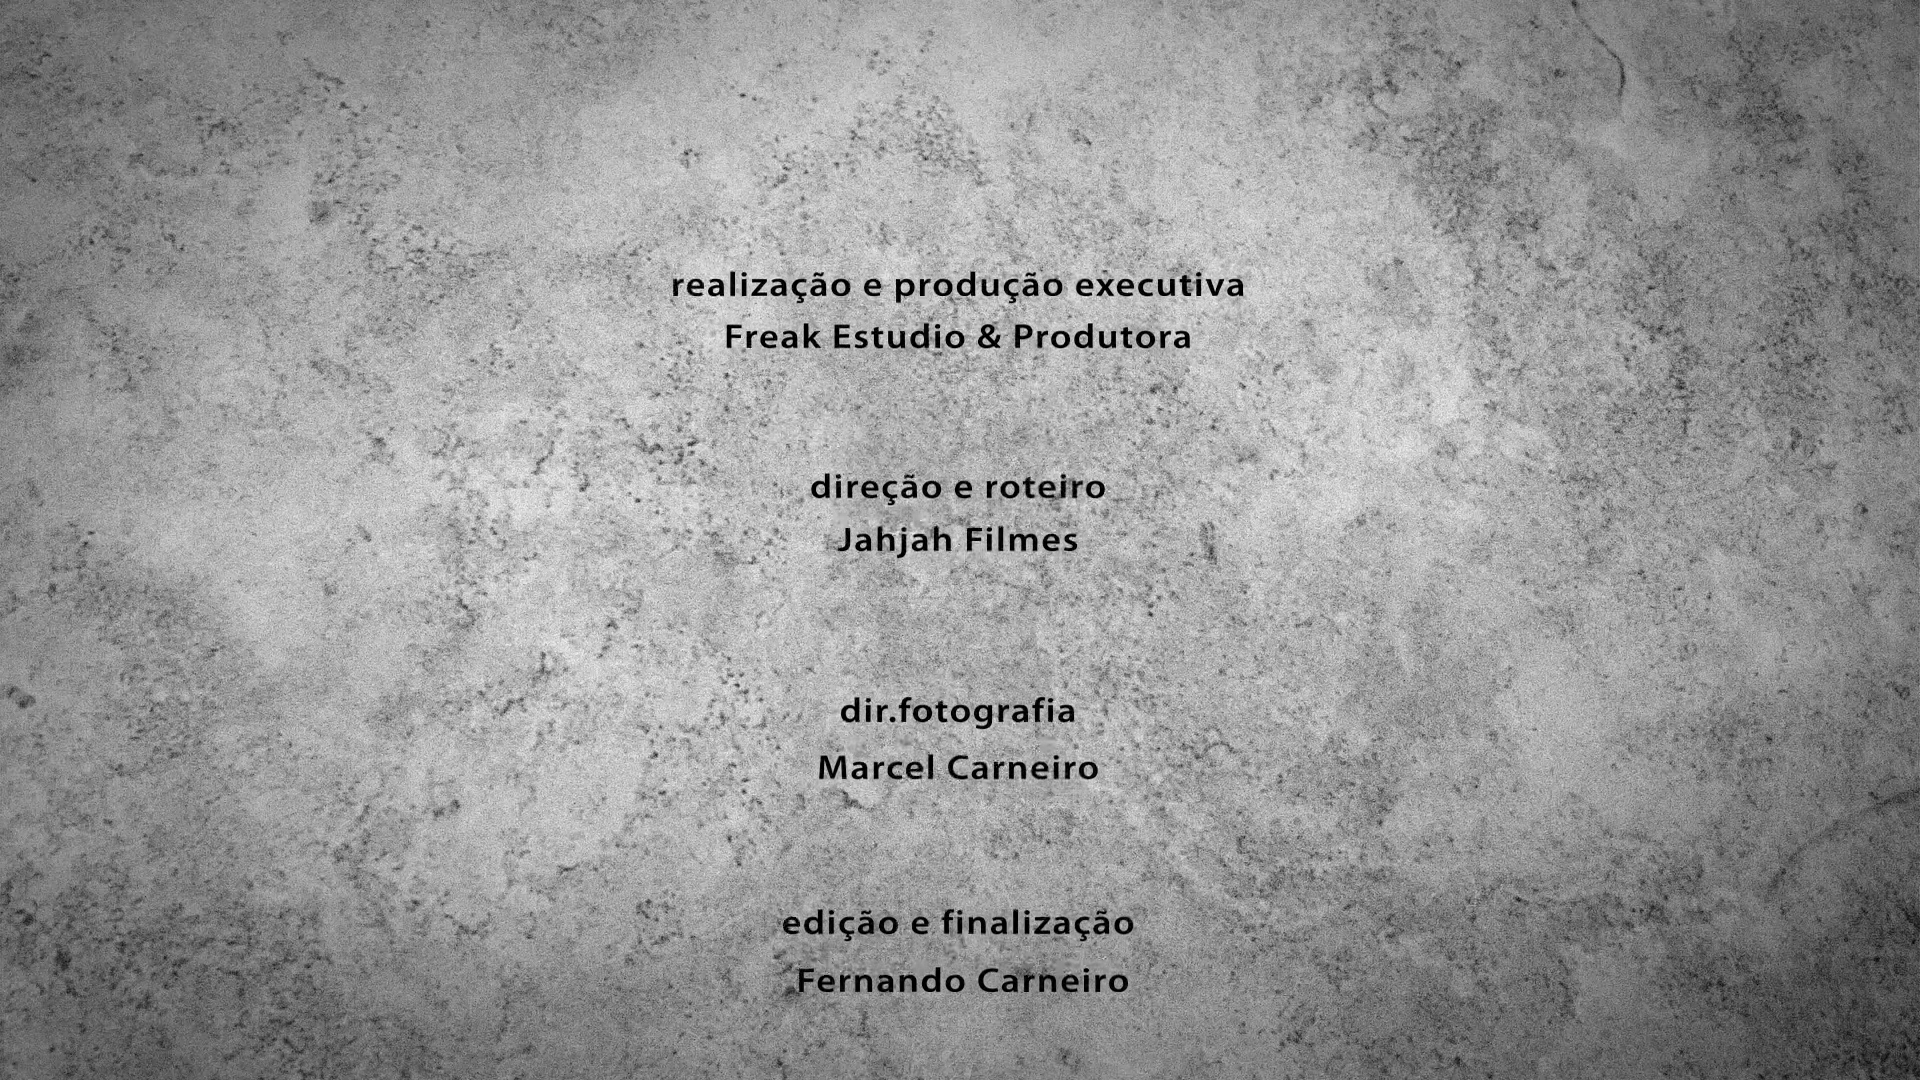 realização e produção executiva
Freak Estudio & Produtora
direção e roteiro
Jahjah Filmes
dir.fotografia
Marcel Carneiro
edição e finalização
Fernando Carneiro